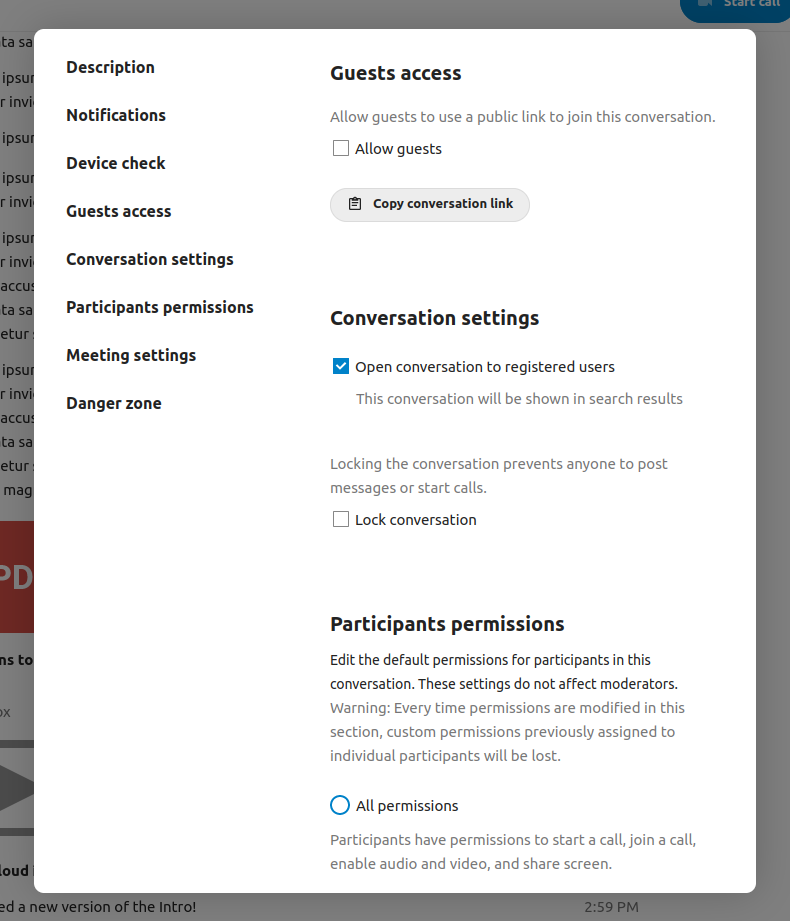 Start call
Description
Notifications
Device check
Guests access
Conversation settings
Participants permissions
Meeting settings
Danger zone
Guests access
Allow guests to use a public link to join this conversation.
Allow guests
Copy conversation link
Conversation settings
Open conversation to registered users
This conversation will be shown in search results
Locking the conversation prevents anyone to post
messages or start calls.
Lock conversation
Participants permissions
Edit the default permissions for participants in this
conversation. These settings do not affect moderators.
Warning: Every time permissions are modified in this
section, custom permissions previously assigned to
individual participants will be lost.
All permissions
Participants have permissions to start a call, join a call,
enable audio and video, and share screen.
ed a new version of the Intro!
2:59 PM